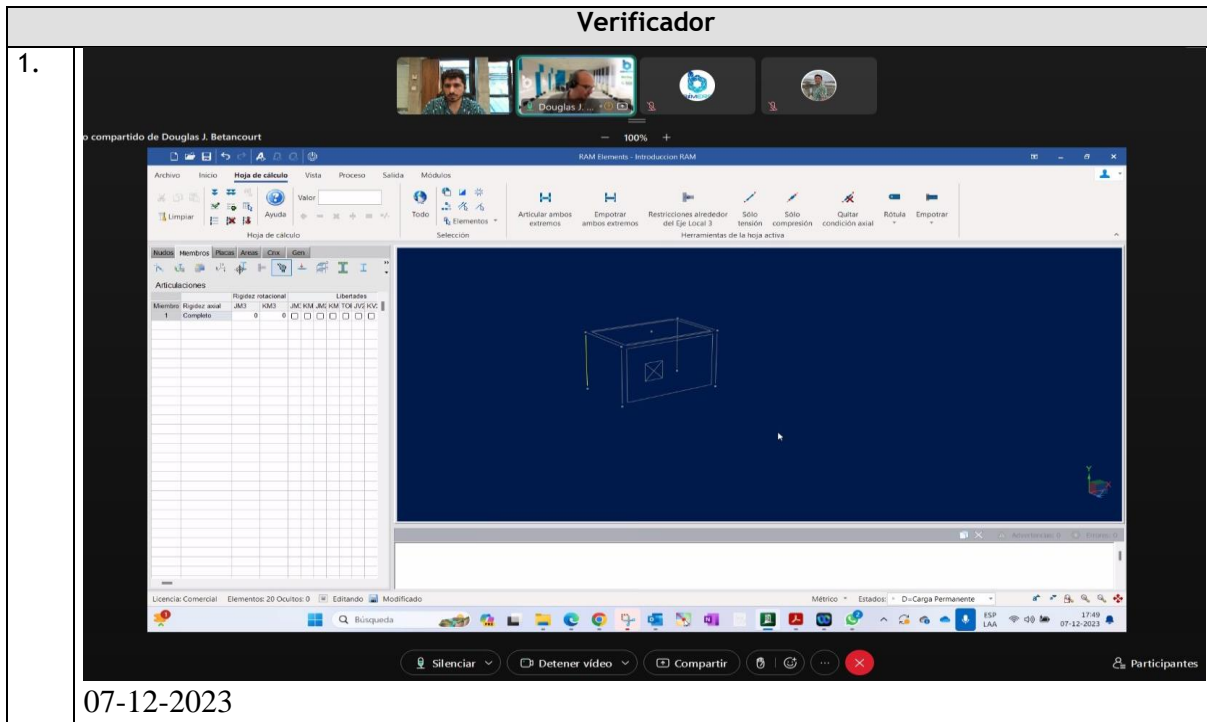 Verificador
1.
Douglas J. ...
o compartido de Douglas J. Betancourt
− 100% +
RAM Elements - Introduccion RAM
Archivo Inicio Hoja de cálculo Vista Proceso Salida Módulos
Limpiar
Ayuda
Valor
Todo
Elementos
Articular ambos extremos
Empotrar ambos extremos
Restricciones alrededor del Eje Local 3
Sólo tensión
Sólo compresión
Quitar condición axial
Rótula
Empotrar
Hoja de cálculo Selección Herramientas de la hoja activa
Nudos Miembros Placas Areas Cnx Gen
Articulaciones
Rigidez rotacional Libertades
Miembro Rigidez axial JM3 KM3
1 Completo 0 0
Y
Advertencias: 0 Errores: 0
Licencia: Comercial Elementos: 20 Ocultos: 0 Editando Modificado Métrico Estados: D=Carga Permanente
Búsqueda
ESP
LAA
17:49
07-12-2023
Silenciar Detener vídeo Compartir ... Participantes
07-12-2023